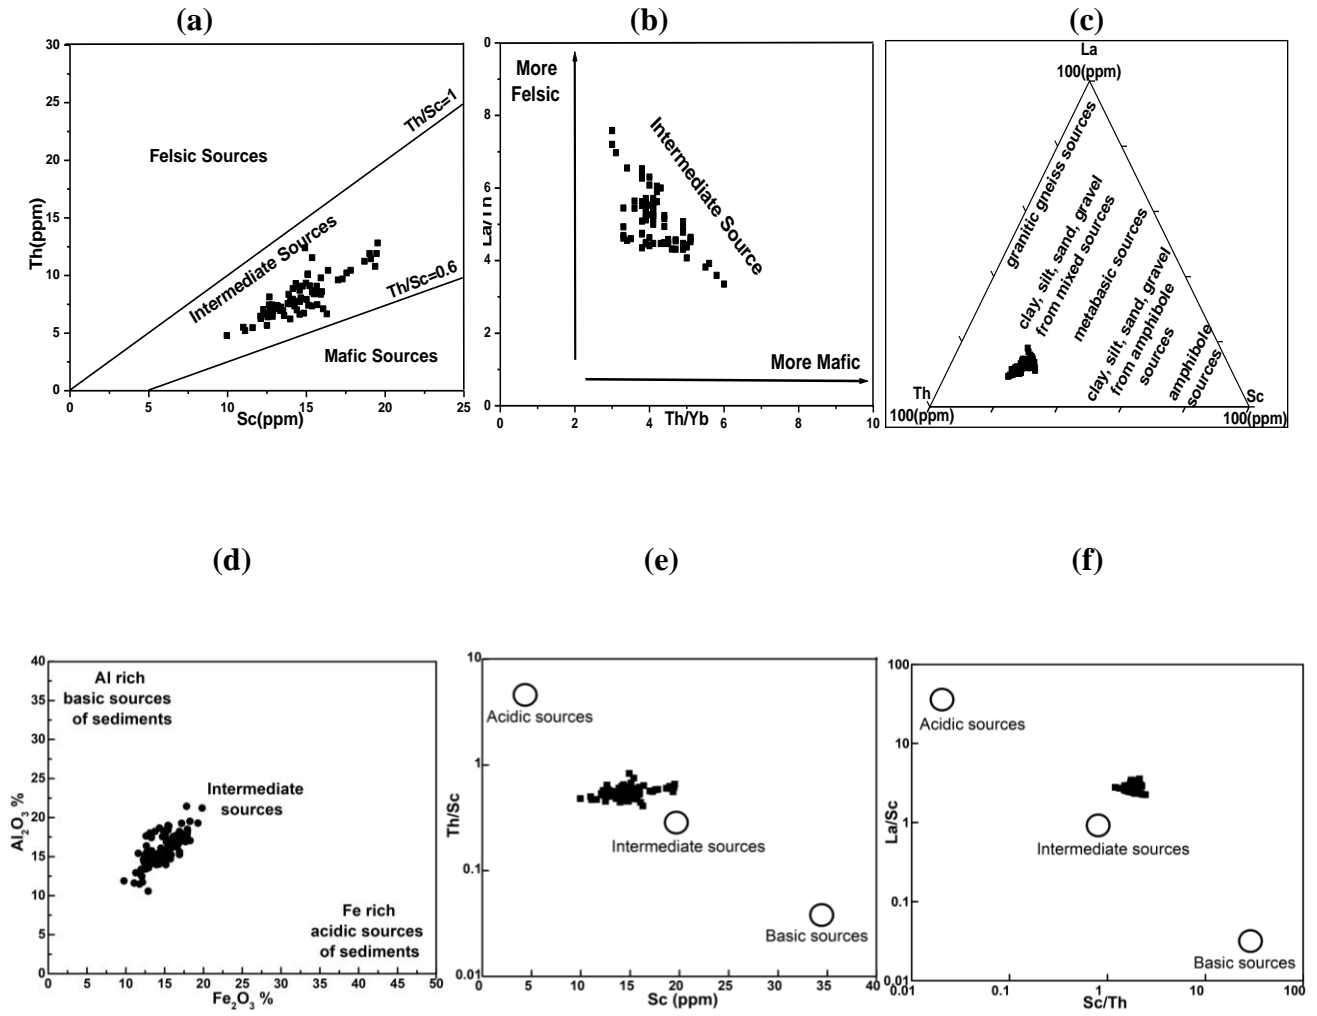 (a)
30
25
20
15
10
5
0
Th(ppm)
Th/Sc=1
Felsic Sources
Intermediate Sources
Th/Sc=0.6
Mafic Sources
0
5
10
15
20
25
Sc(ppm)
(b)
0
8
6
4
2
0
La/Th
More
Felsic
Intermediate Source
More Mafic
0
2
4
6
8
10
Th/Yb
(c)
La
100(ppm)
granitic gneiss sources
clay, silt, sand, gravel
from mixed sources
metabasic sources
clay, silt, sand, gravel
from amphibole
sources
amphibole
sources
Th
100(ppm)
Sc
100(ppm)
(d)
40
35
30
25
20
15
10
5
0
Al₂O₃ %
Al rich
basic sources
of sediments
Intermediate
sources
Fe rich
acidic sources
of sediments
0
5
10
15
20
25
30
35
40
45
50
Fe₂O₃ %
(e)
10
1
0.1
0.01
Th/Sc
Acidic sources
Intermediate sources
Basic sources
5
10
15
20
25
30
35
40
Sc (ppm)
(f)
100
10
1
0.1
0.01
La/Sc
Acidic sources
Intermediate sources
Basic sources
0.01
0.1
1
10
100
Sc/Th